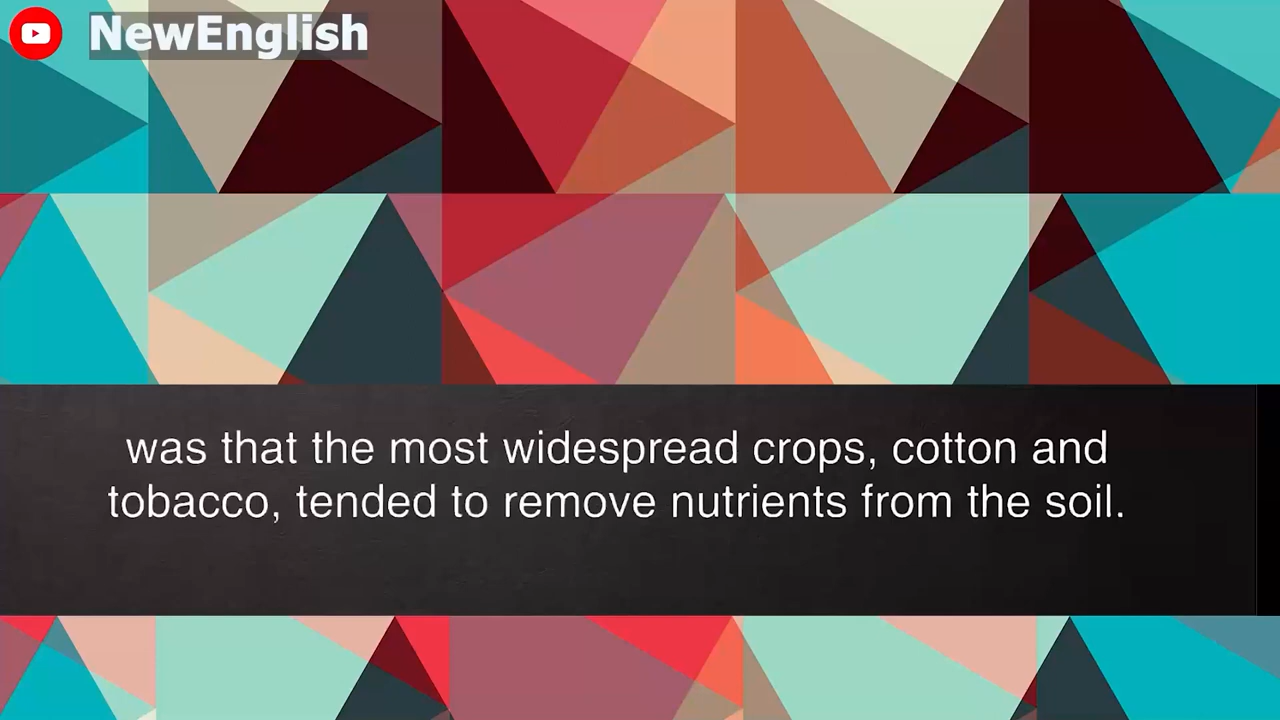 NewEnglish
was that the most widespread crops, cotton and
tobacco, tended to remove nutrients from the soil.